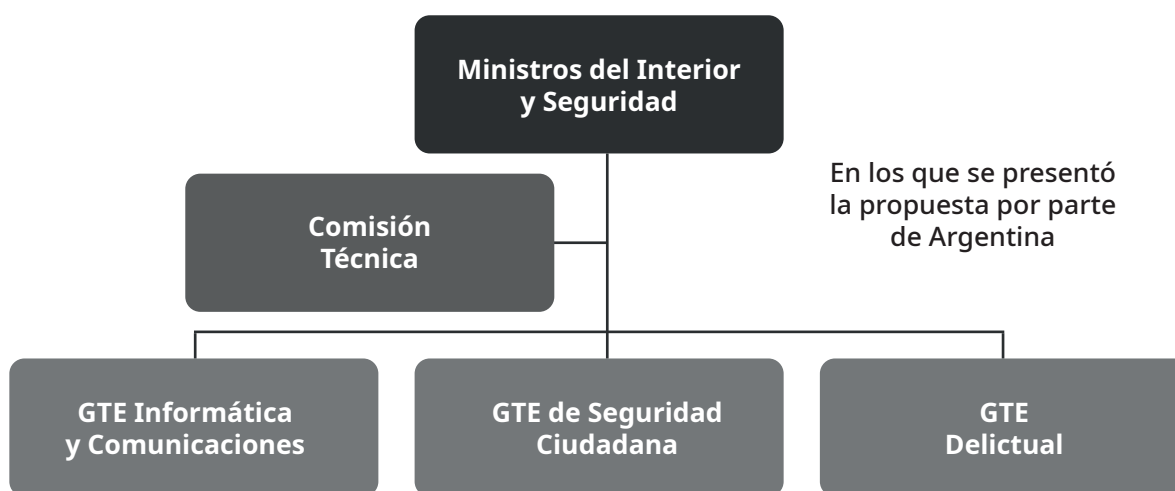 Ministros del Interior
y Seguridad
En los que se presentó
la propuesta por parte
de Argentina
Comisión
Técnica
GTE Informática
y Comunicaciones
GTE de Seguridad
Ciudadana
GTE
Delictual